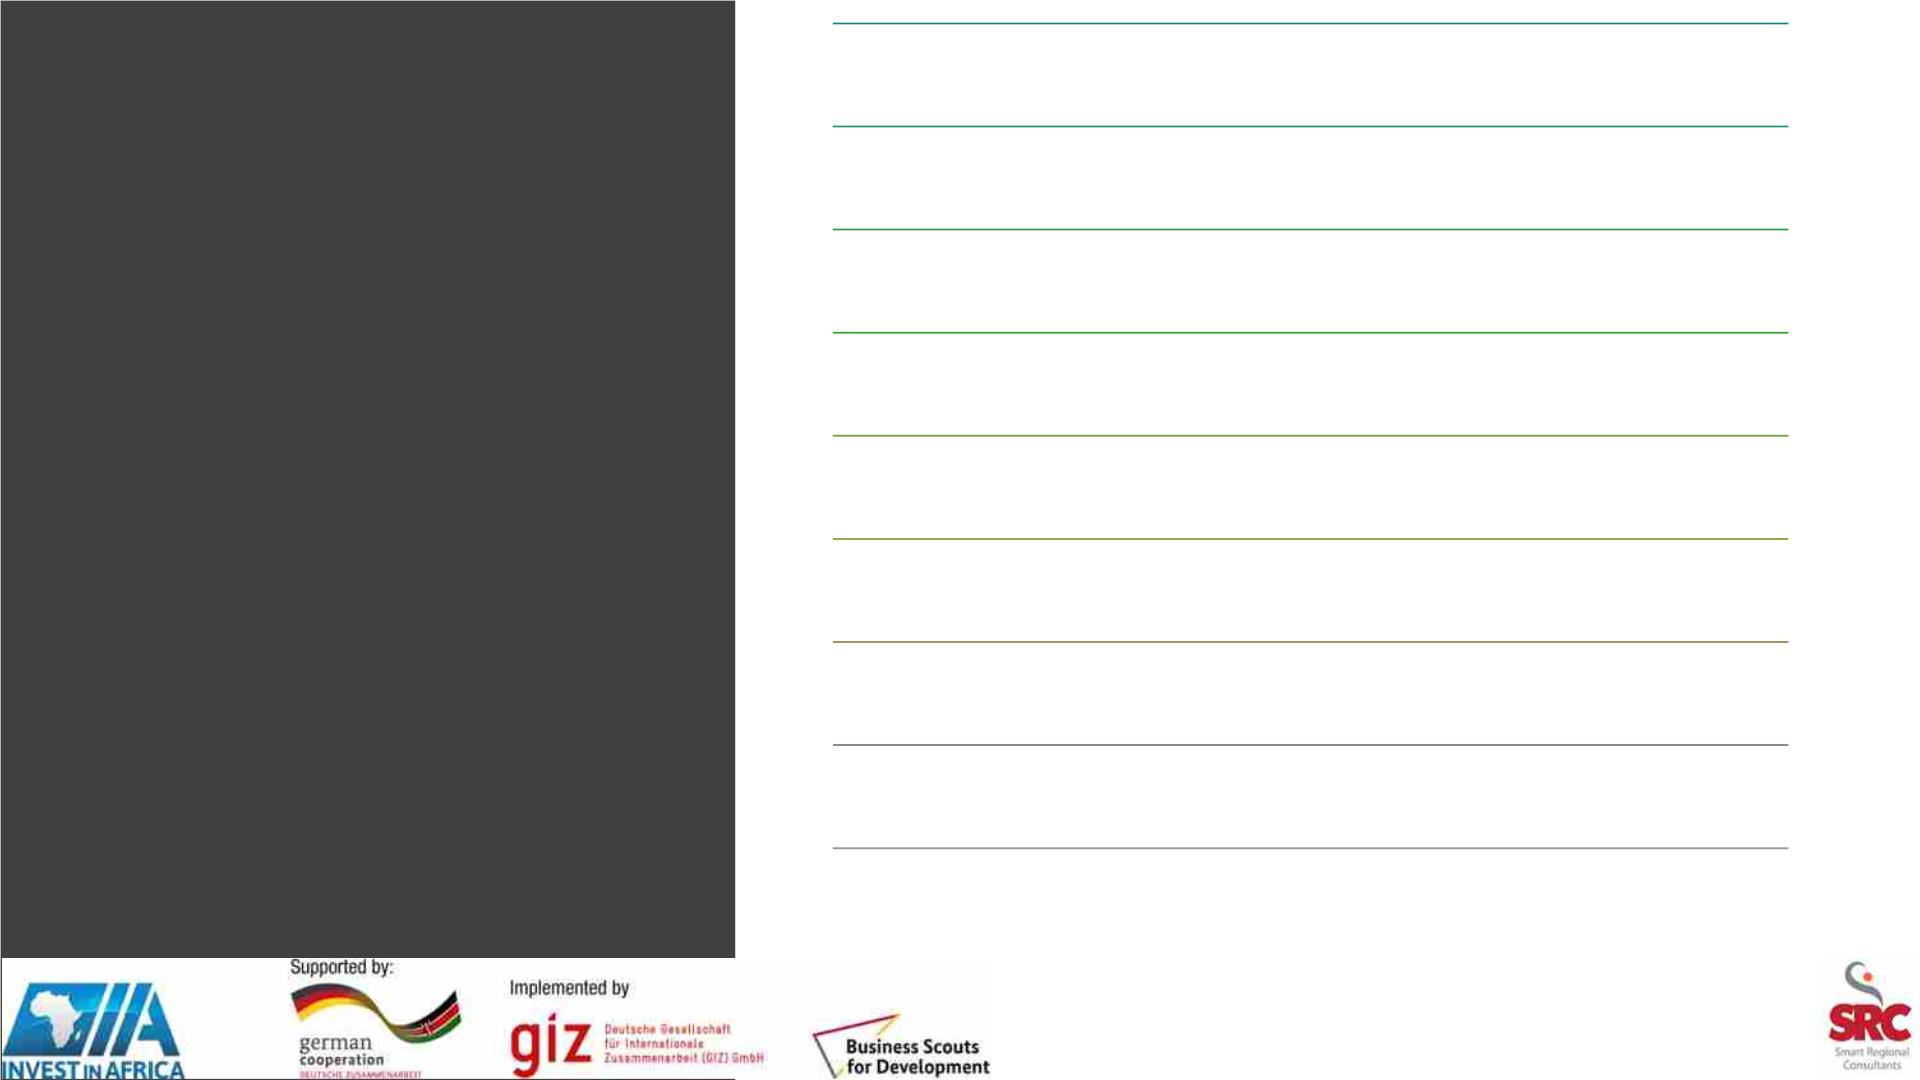 Supported by:
german
cooperation
DEUTSCHE ZUSAMMENARBEIT
INVEST IN AFRICA
Implemented by
giz
Deutsche Gesellschaft
für Internationale
Zusammenarbeit (GIZ) GmbH
Business Scouts
for Development
SRC
Smart Regional
Consultants